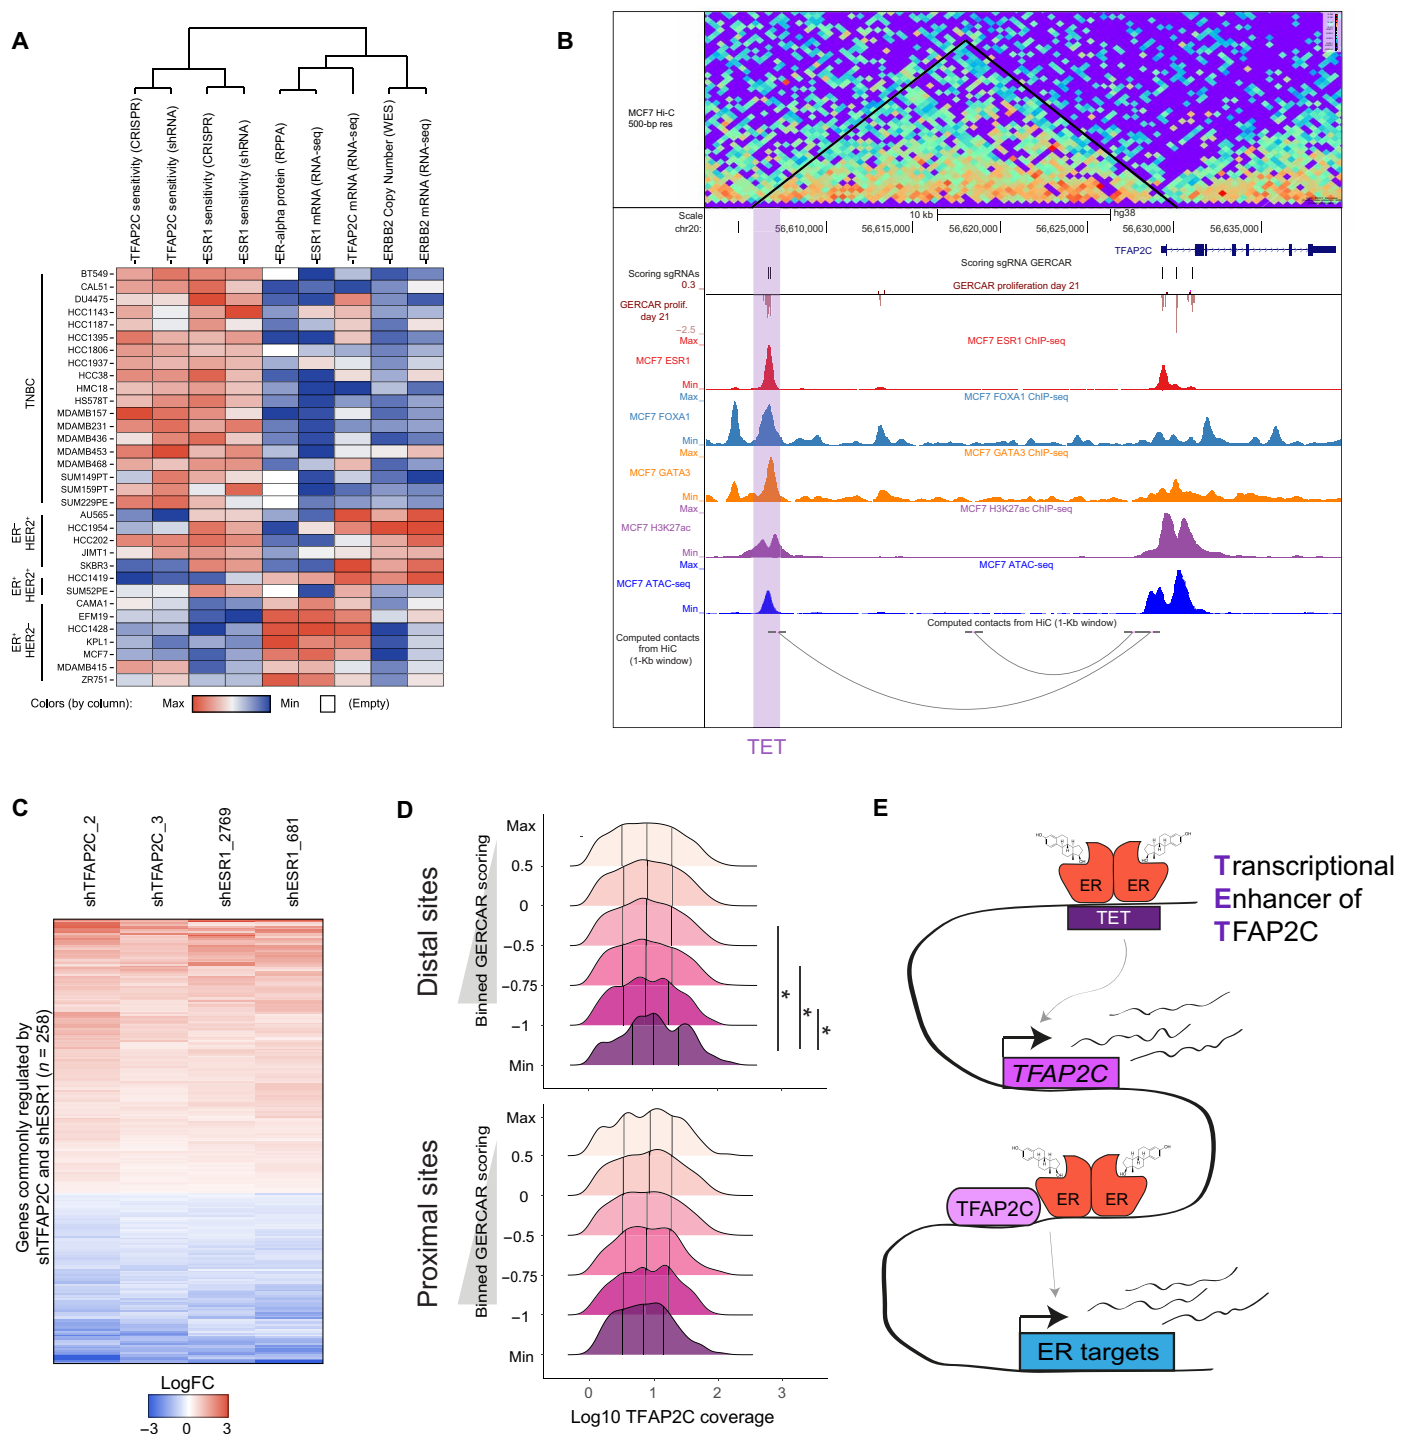 A
TFAP2C sensitivity (CRISPR)
TFAP2C sensitivity (shRNA)
ESR1 sensitivity (CRISPR)
ESR1 sensitivity (shRNA)
ER-alpha protein (RPPA)
ESR1 mRNA (RNA-seq)
TFAP2C mRNA (RNA-seq)
ERBB2 Copy Number (WES)
ERBB2 mRNA (RNA-seq)
TNBC
BT549
CAL51
DU4475
HCC1143
HCC1187
HCC1395
HCC1806
HCC1937
HCC38
HMC18
HS578T
MDAMB157
MDAMB231
MDAMB436
MDAMB453
MDAMB468
SUM149PT
SUM159PT
SUM229PE
ER⁻
HER2⁺
AU565
HCC1954
HCC202
JIMT1
SKBR3
ER⁺
HER2⁺
HCC1419
SUM52PE
ER⁺
HER2⁻
CAMA1
EFM19
HCC1428
KPL1
MCF7
MDAMB415
ZR751
Colors (by column): Max Min (Empty)
B
MCF7 Hi-C
500-bp res
Scale 10 kb hg38
chr20: 56,610,000 56,615,000 56,620,000 56,625,000 56,630,000 56,635,000
TFAP2C
Scoring sgRNA GERCAR
Scoring sgRNAs
0.3
GERCAR proliferation day 21
GERCAR prolif.
day 21
−2.5
Max
MCF7 ESR1 ChIP-seq
MCF7 ESR1
Min
Max
MCF7 FOXA1 ChIP-seq
MCF7 FOXA1
Min
Max
MCF7 GATA3 ChIP-seq
MCF7 GATA3
Min
Max
MCF7 H3K27ac ChIP-seq
MCF7 H3K27ac
Min
Max
MCF7 ATAC-seq
MCF7 ATAC-seq
Min
Computed contacts from HiC (1-Kb window)
Computed contacts
from HiC
(1-Kb window)
TET
C
shTFAP2C_2
shTFAP2C_3
shESR1_2769
shESR1_681
Genes commonly regulated by
shTFAP2C and shESR1 (n = 258)
LogFC
−3 0 3
D
Distal sites
Binned GERCAR scoring
Max
0.5
0
−0.5
−0.75
−1
Min
*
*
*
Proximal sites
Binned GERCAR scoring
Max
0.5
0
−0.5
−0.75
−1
Min
0 1 2 3
Log10 TFAP2C coverage
E
HO
OH
ER ER
TET
Transcriptional
Enhancer of
TFAP2C
TFAP2C
TFAP2C
ER ER
ER targets